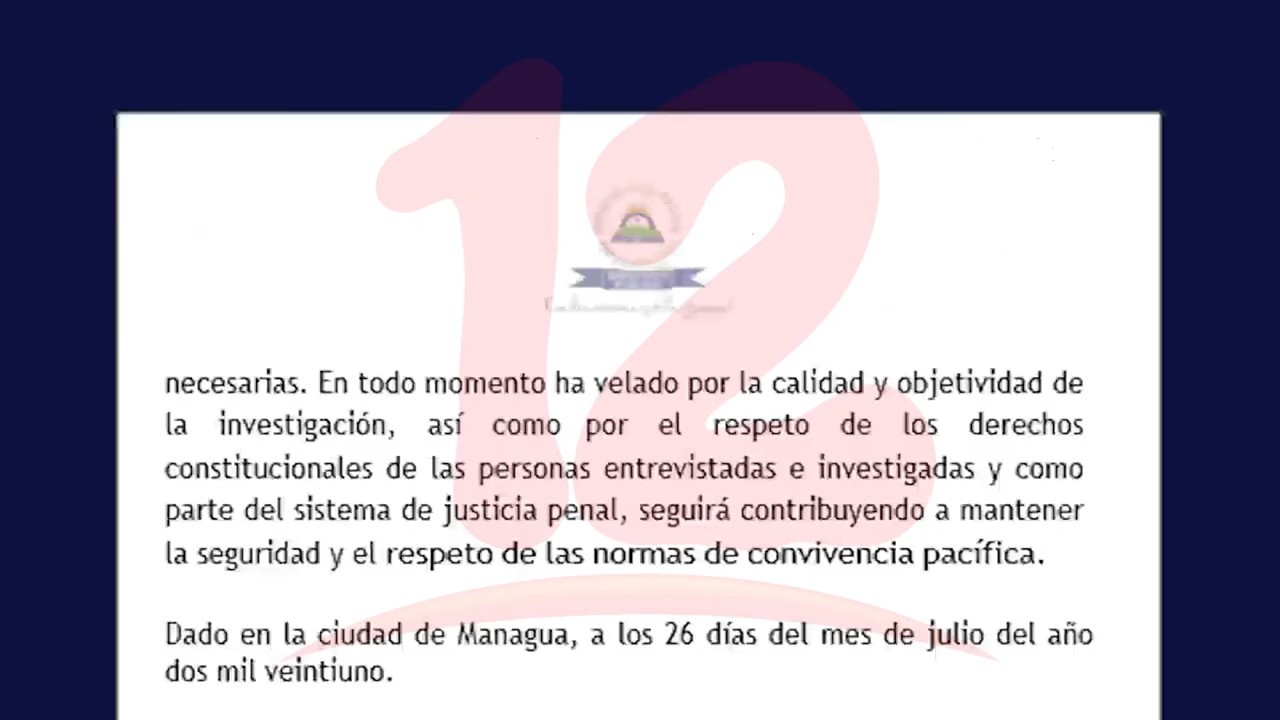 12
necesarias. En todo momento ha velado por la calidad y objetividad de
la investigación, así como por el respeto de los derechos
constitucionales de las personas entrevistadas e investigadas y como
parte del sistema de justicia penal, seguirá contribuyendo a mantener
la seguridad y el respeto de las normas de convivencia pacífica.
Dado en la ciudad de Managua, a los 26 días del mes de julio del año
dos mil veintiuno.